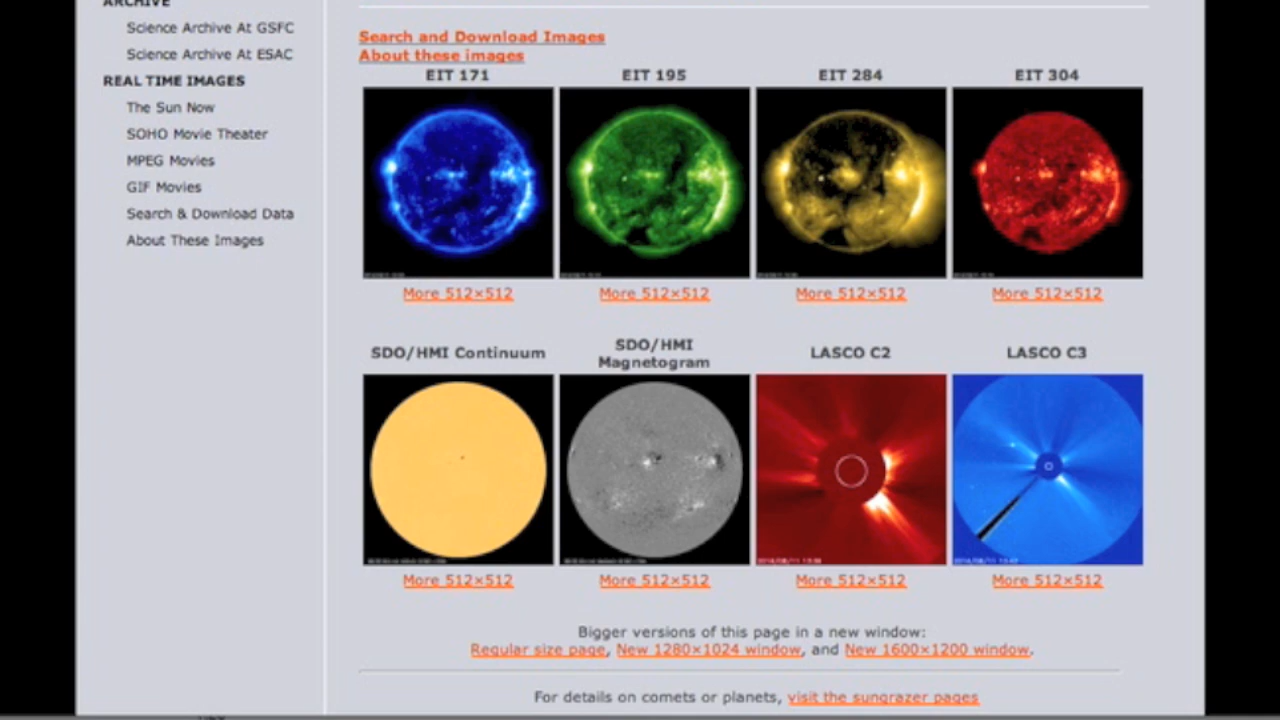 ARCHIVE
Science Archive At GSFC
Science Archive At ESAC
REAL TIME IMAGES
The Sun Now
SOHO Movie Theater
MPEG Movies
GIF Movies
Search & Download Data
About These Images
Search and Download Images
About these images
EIT 171 EIT 195 EIT 284 EIT 304
More 512×512 More 512×512 More 512×512 More 512×512
SDO/HMI Continuum SDO/HMI Magnetogram LASCO C2 LASCO C3
More 512×512 More 512×512 More 512×512 More 512×512
Bigger versions of this page in a new window:
Regular size page, New 1280×1024 window, and New 1600×1200 window.
For details on comets or planets, visit the sungrazer pages